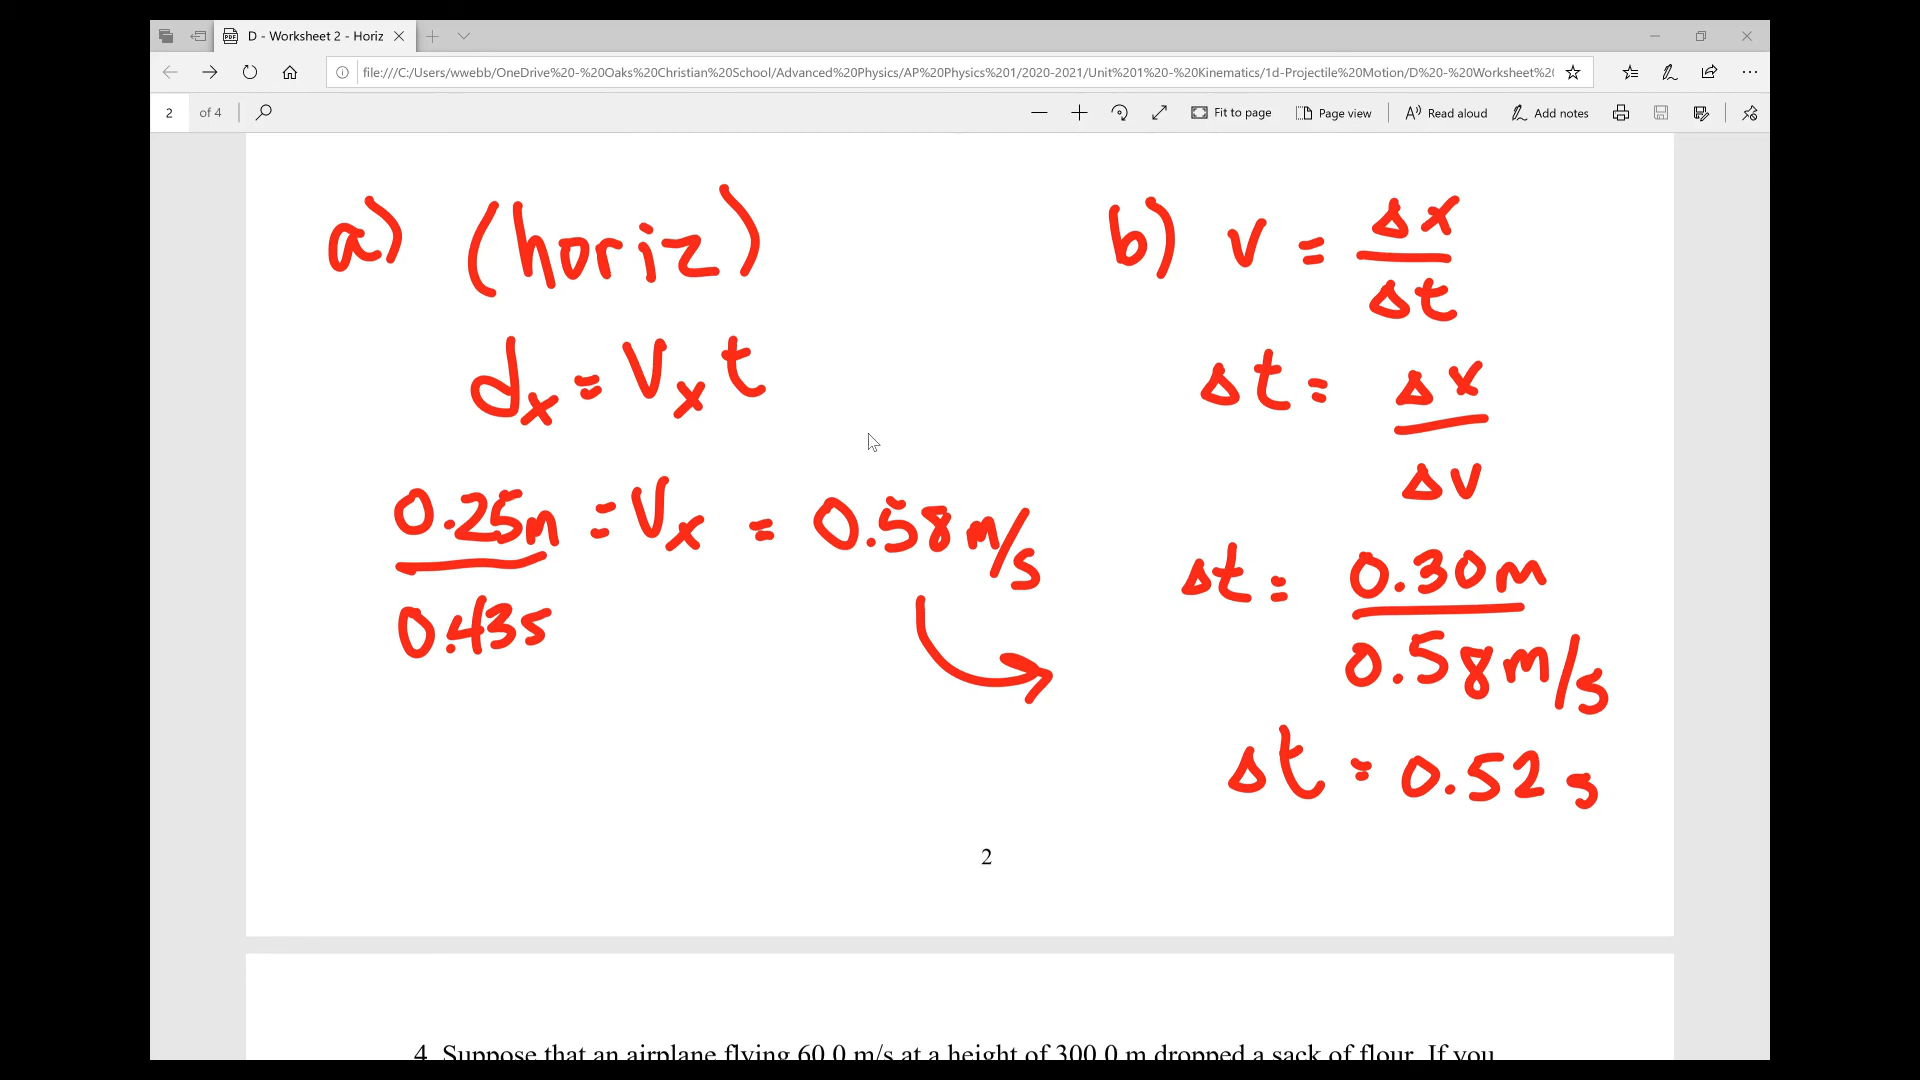 D - Worksheet 2 - Horiz
file:///C:/Users/wwebb/OneDrive%20-%20Oaks%20Christian%20School/Advanced%20Physics/AP%20Physics%201/2020-2021/Unit%201%20-%20Kinematics/1d-Projectile%20Motion/D%20-%20Worksheet%2(
2 of 4 Fit to page Page view Read aloud Add notes
a) (horiz)
dx = Vx t
0.25m = Vx = 0.58 m/s
0.43s
b) v = Δx
Δt
Δt = Δx
Δv
Δt = 0.30m
0.58m/s
Δt = 0.52 s
2
4. Suppose that an airplane flying 60.0 m/s at a height of 300.0 m dropped a sack of flour. If you